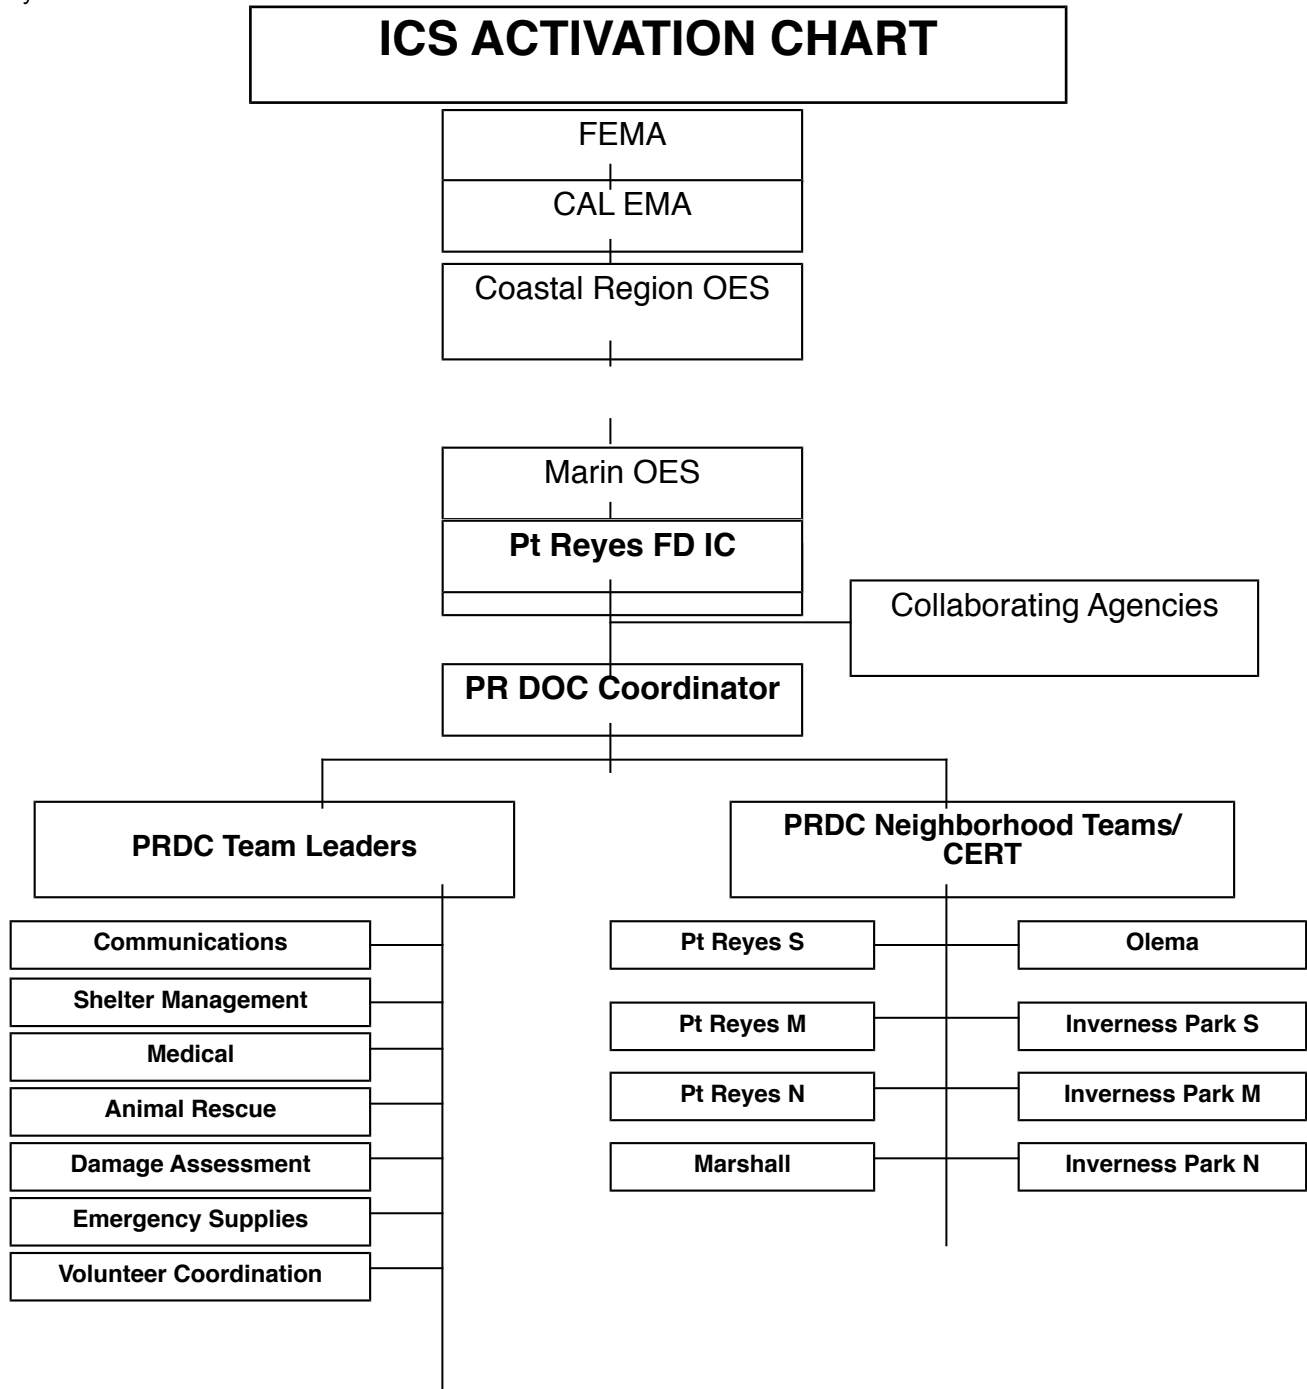 ICS ACTIVATION CHART
FEMA
CAL EMA
Coastal Region OES
Marin OES
Pt Reyes FD IC
Collaborating Agencies
PR DOC Coordinator
PRDC Team Leaders
PRDC Neighborhood Teams/
CERT
Communications
Shelter Management
Medical
Animal Rescue
Damage Assessment
Emergency Supplies
Volunteer Coordination
Pt Reyes S
Olema
Pt Reyes M
Inverness Park S
Pt Reyes N
Inverness Park M
Marshall
Inverness Park N